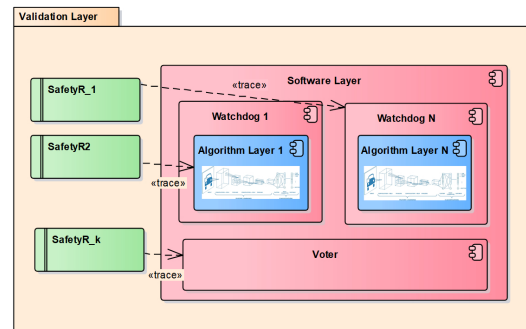 Validation Layer
SafetyR_1
«trace»
Software Layer
Watchdog 1
Watchdog N
SafetyR2
Algorithm Layer 1
Algorithm Layer N
«trace»
SafetyR_k
Voter
«trace»